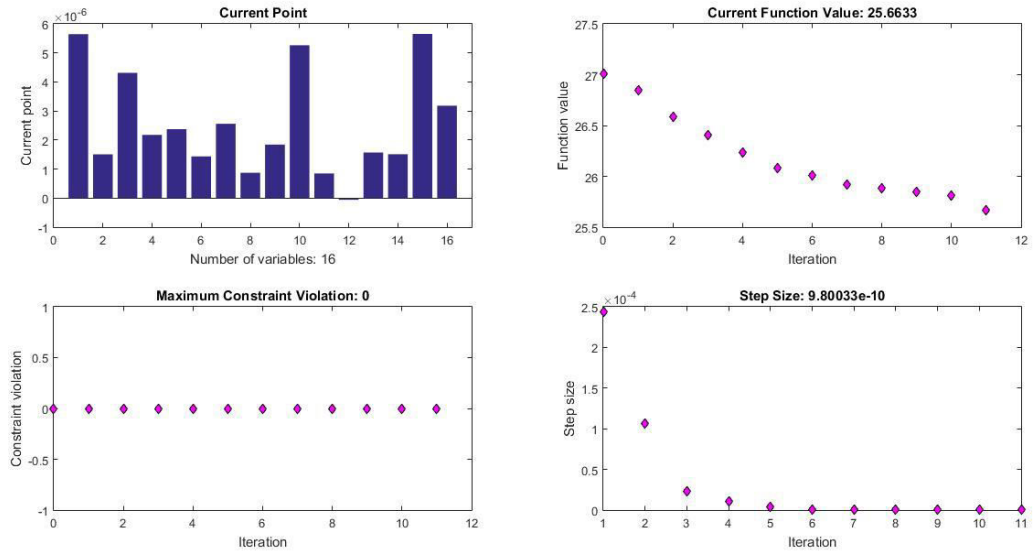 Current Point
×10^-6
6
5
4
3
2
1
0
-1
Current point
0 2 4 6 8 10 12 14 16
Number of variables: 16
Current Function Value: 25.6633
27.5
27
26.5
26
25.5
Function value
0 2 4 6 8 10 12
Iteration
Maximum Constraint Violation: 0
1
0.5
0
-0.5
-1
Constraint violation
0 2 4 6 8 10 12
Iteration
Step Size: 9.80033e-10
×10^-4
2.5
2
1.5
1
0.5
0
Step size
1 2 3 4 5 6 7 8 9 10 11
Iteration